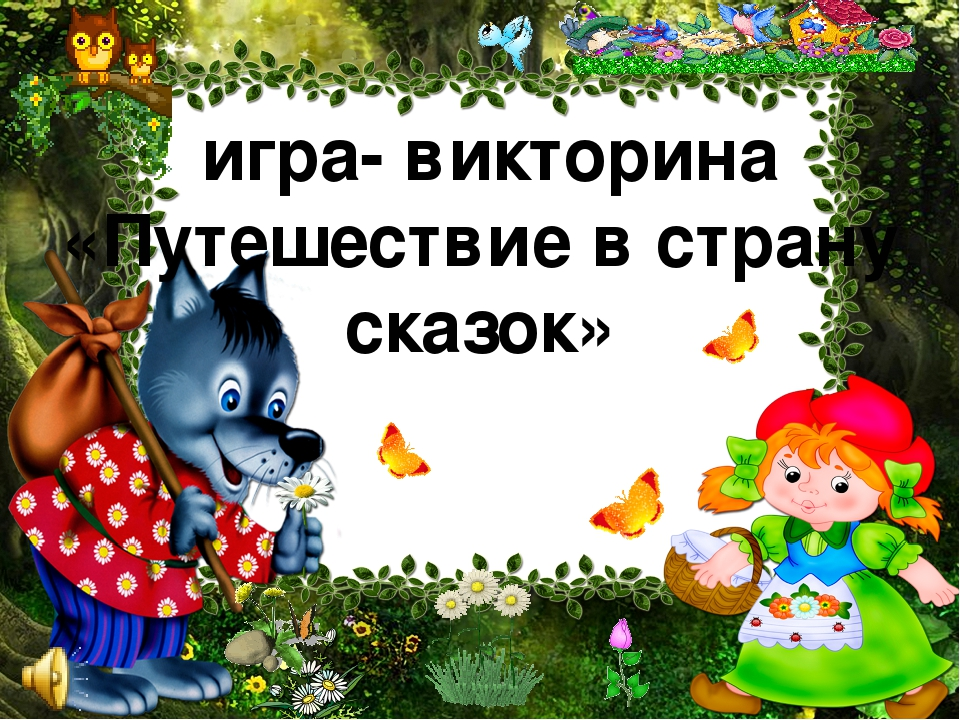 игра- викторина
«Путешествие в страну
сказок»